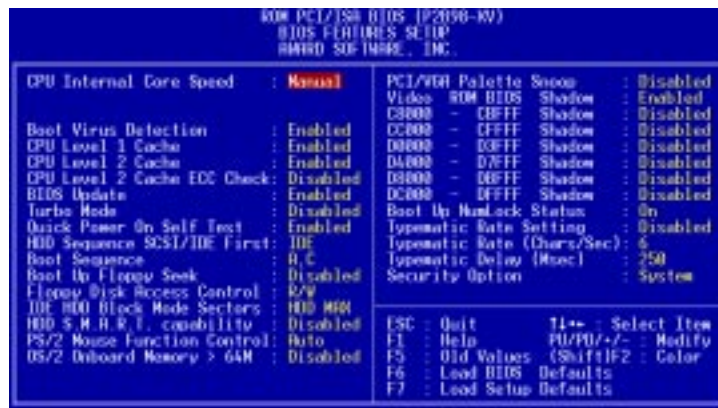 ROM PCI/ISA BIOS (P2B98-XV)
BIOS FEATURES SETUP
AWARD SOFTWARE, INC.
CPU Internal Core Speed : Manual
Boot Virus Detection : Enabled
CPU Level 1 Cache : Enabled
CPU Level 2 Cache : Enabled
CPU Level 2 Cache ECC Check: Disabled
BIOS Update : Enabled
Turbo Mode : Disabled
Quick Power On Self Test : Enabled
HDD Sequence SCSI/IDE First: IDE
Boot Sequence : A,C
Boot Up Floppy Seek : Disabled
Floppy Disk Access Control : R/W
IDE HDD Block Mode Sectors : HDD MAX
HDD S.M.A.R.T. capability : Disabled
PS/2 Mouse Function Control: Auto
OS/2 Onboard Memory > 64M : Disabled
PCI/VGA Palette Snoop : Disabled
Video ROM BIOS Shadow : Enabled
C8000 - CBFFF Shadow : Disabled
CC000 - CFFFF Shadow : Disabled
D0000 - D3FFF Shadow : Disabled
D4000 - D7FFF Shadow : Disabled
D8000 - DBFFF Shadow : Disabled
DC000 - DFFFF Shadow : Disabled
Boot Up NumLock Status : On
Typematic Rate Setting : Disabled
Typematic Rate (Chars/Sec): 6
Typematic Delay (Msec) : 250
Security Option : System
ESC : Quit ↑↓→← : Select Item
F1 : Help PU/PD/+/- : Modify
F5 : Old Values (Shift)F2 : Color
F6 : Load BIOS Defaults
F7 : Load Setup Defaults